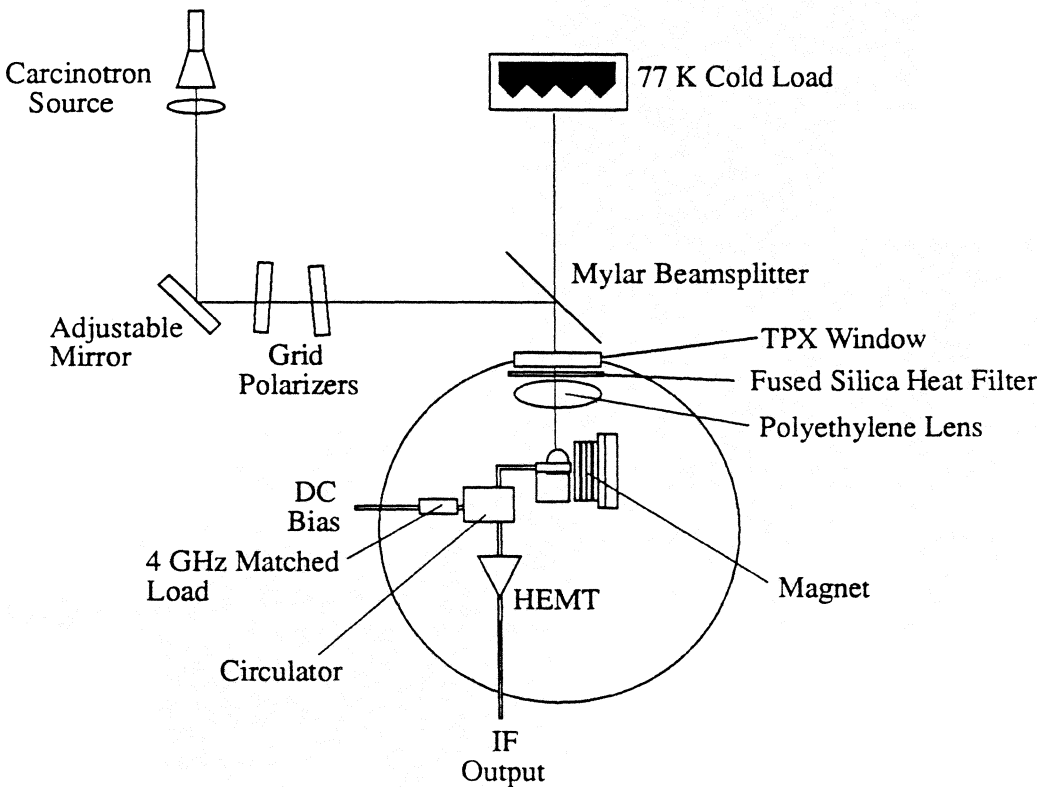 Carcinotron
Source
77 K Cold Load
Mylar Beamsplitter
Adjustable
Mirror
Grid
Polarizers
TPX Window
Fused Silica Heat Filter
Polyethylene Lens
DC
Bias
4 GHz Matched
Load
HEMT
Magnet
Circulator
IF
Output